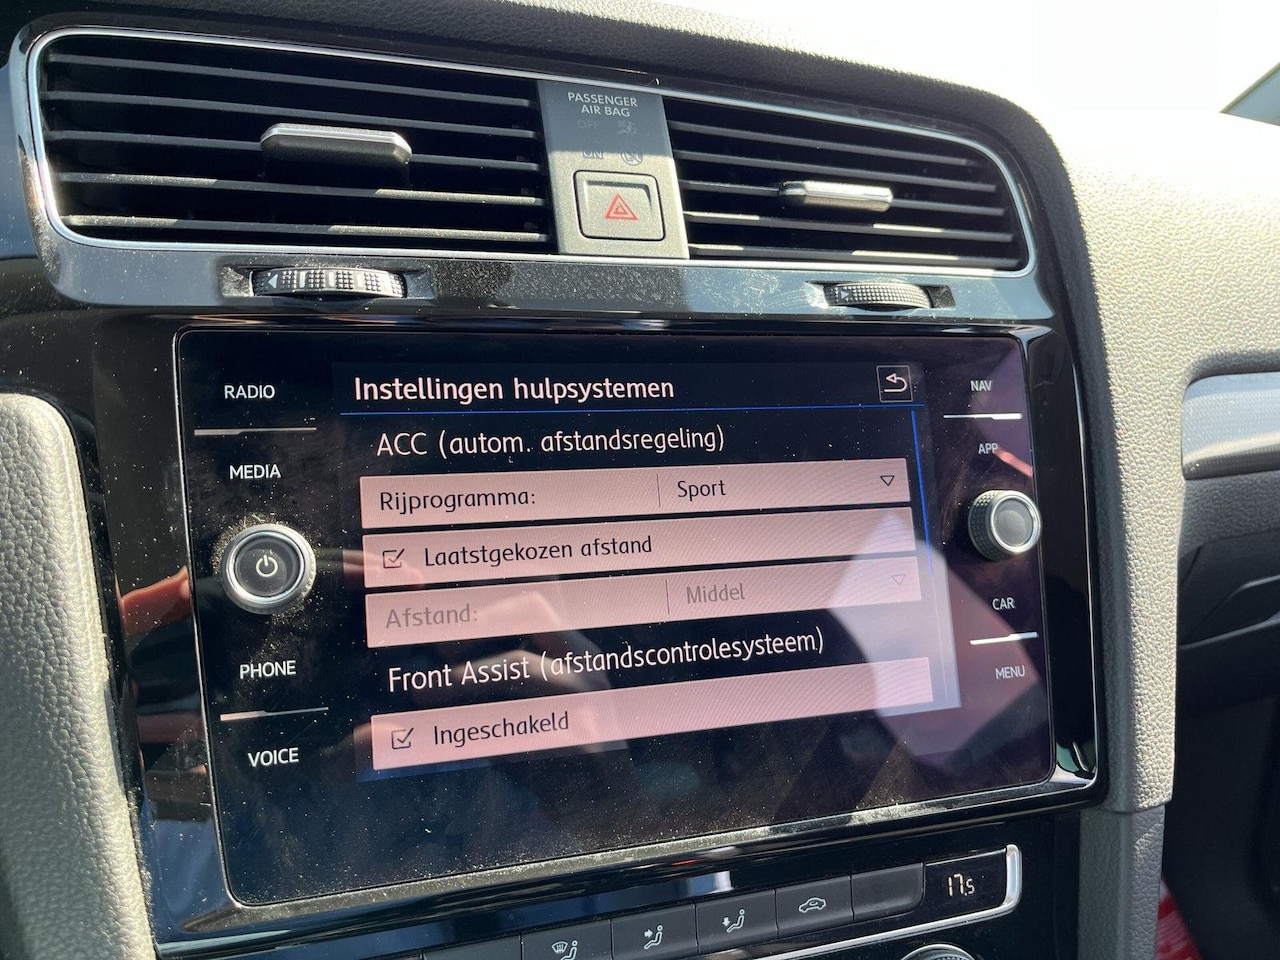 PASSENGER
AIR BAG
OFF
ON
RADIO
MEDIA
PHONE
VOICE
Instellingen hulpsystemen
ACC (autom. afstandsregeling)
Rijprogramma: Sport
Laatstgekozen afstand
Afstand: Middel
Front Assist (afstandscontrolesysteem)
Ingeschakeld
NAV
APP
CAR
MENU
17.5